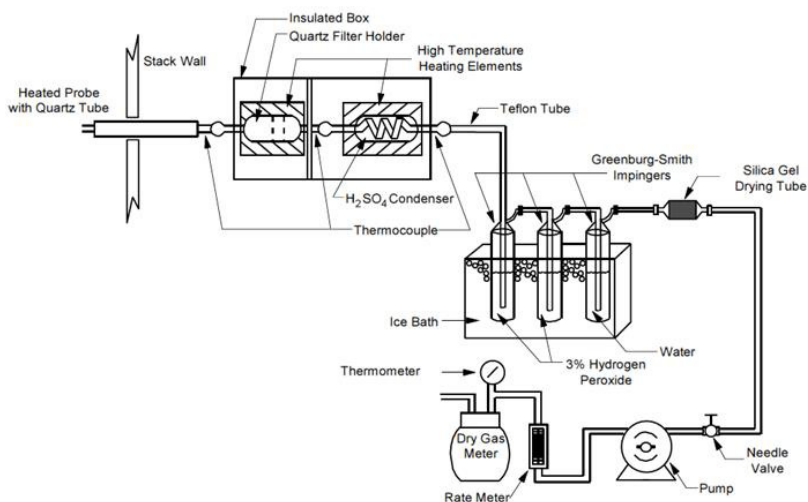 Insulated Box
Quartz Filter Holder
High Temperature
Heating Elements
Stack Wall
Heated Probe
with Quartz Tube
Teflon Tube
Greenburg-Smith
Impingers
Silica Gel
Drying Tube
H2SO4 Condenser
Thermocouple
Ice Bath
Water
3% Hydrogen
Peroxide
Thermometer
Dry Gas
Meter
Rate Meter
Pump
Needle
Valve